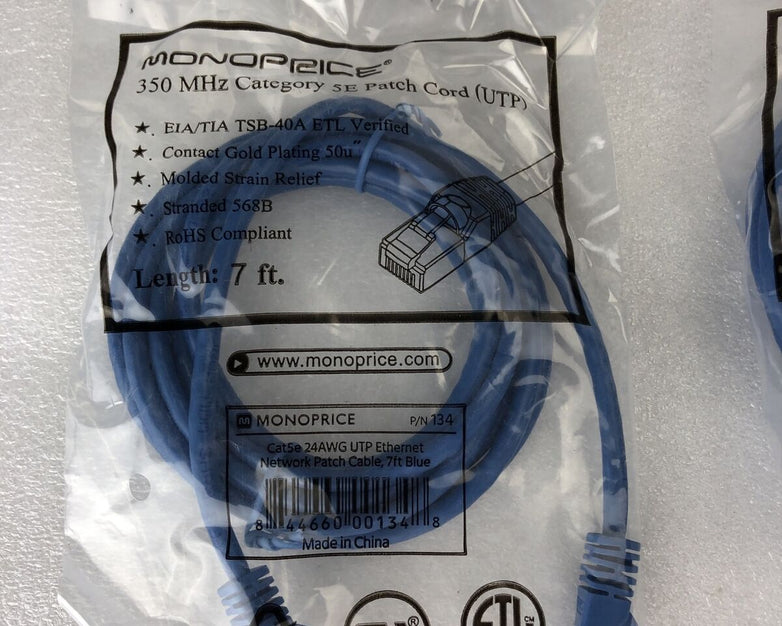 MONOPRICE®
350 MHz Category 5E Patch Cord (UTP)
★. EIA/TIA TSB-40A ETL Verified
★. Contact Gold Plating 50u"
★. Molded Strain Relief
★. Stranded 568B
★. RoHS Compliant
Length: 7 ft.
www.monoprice.com
MONOPRICE P/N 134
Cat5e 24AWG UTP Ethernet
Network Patch Cable, 7ft Blue
8 44660 00134 8
Made in China